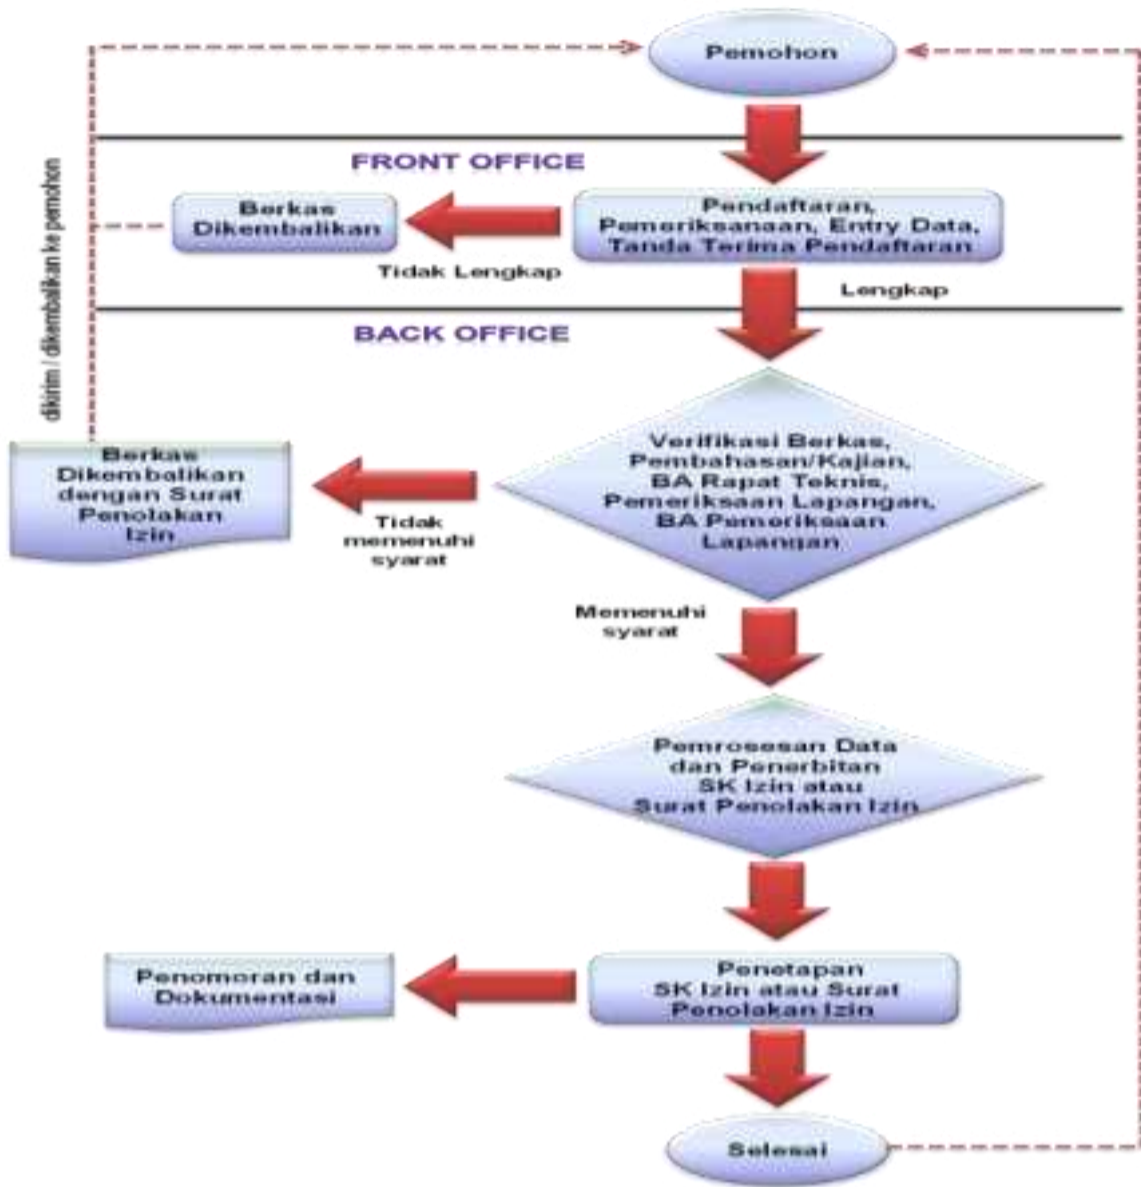 Pemohon
FRONT OFFICE
Berkas
Dikembalikan
Pendaftaran,
Pemeriksanaan, Entry Data,
Tanda Terima Pendaftaran
Tidak Lengkap
Lengkap
dikirim / dikembalikan ke pemohon
BACK OFFICE
Berkas
Dikembalikan
dengan Surat
Penolakan
Izin
Tidak
memenuhi
syarat
Verifikasi Berkas,
Pembahasan/Kajian,
BA Rapat Teknis,
Pemeriksaan Lapangan,
BA Pemeriksaan
Lapangan
Memenuhi
syarat
Pemrosesan Data
dan Penerbitan
SK Izin atau
Surat Penolakan Izin
Penomoran dan
Dokumentasi
Penetapan
SK Izin atau Surat
Penolakan Izin
Selesai